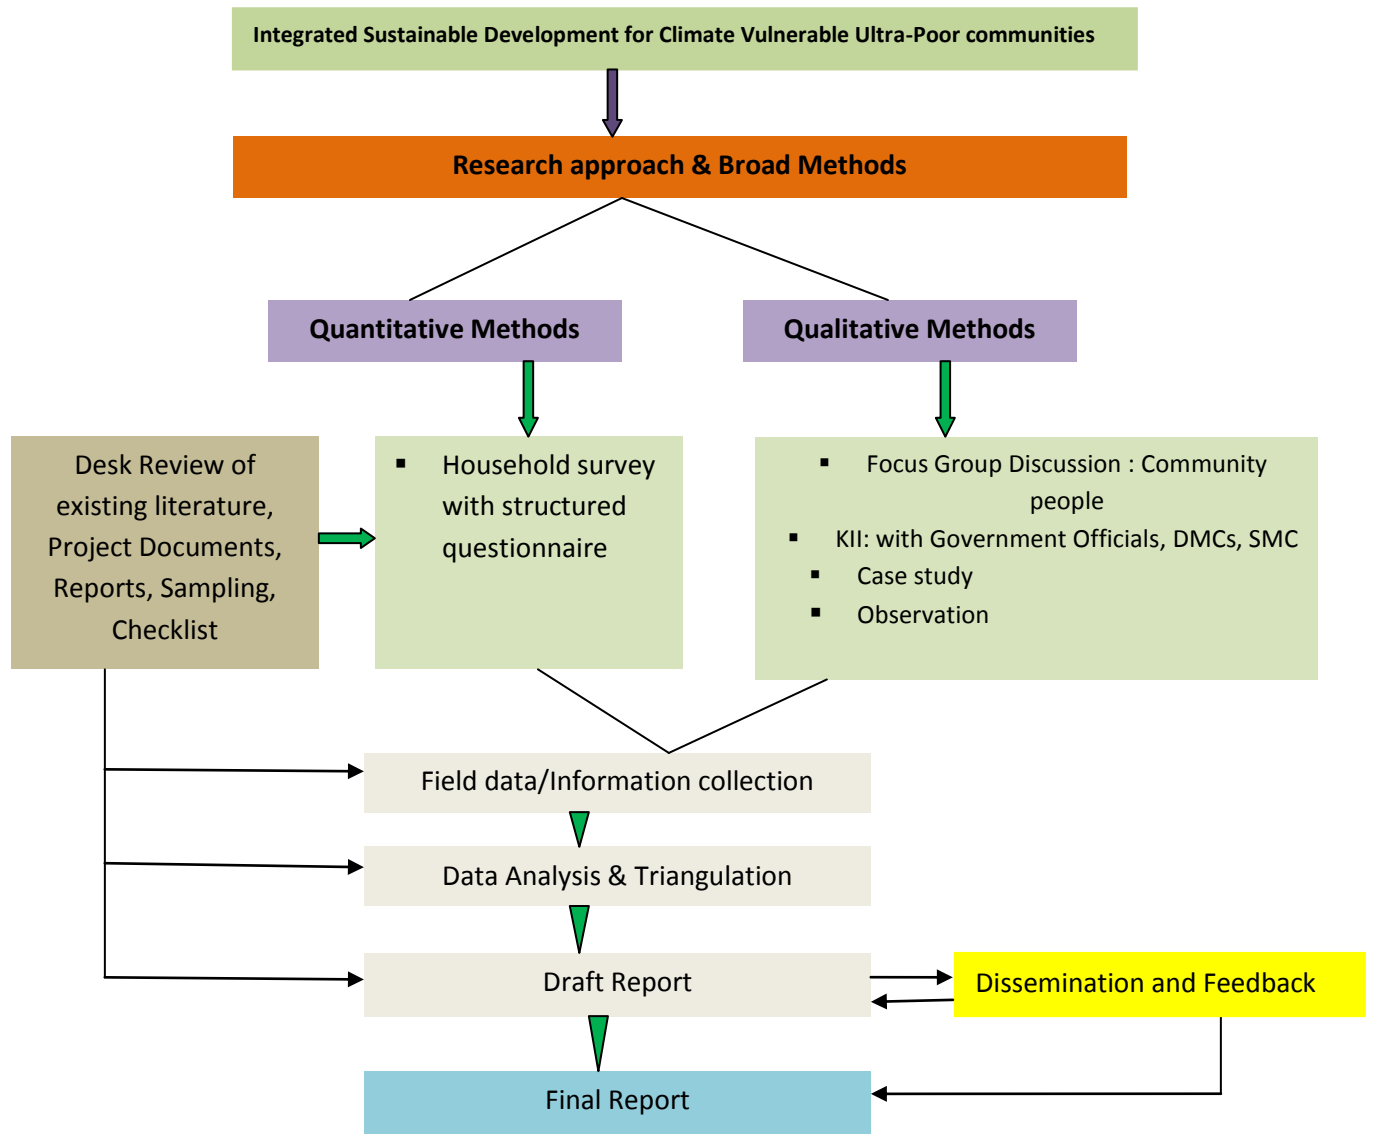 Integrated Sustainable Development for Climate Vulnerable Ultra-Poor communities
Research approach & Broad Methods
Quantitative Methods
Qualitative Methods
Desk Review of
existing literature,
Project Documents,
Reports, Sampling,
Checklist
▪ Household survey
with structured
questionnaire
▪ Focus Group Discussion : Community
people
▪ KII: with Government Officials, DMCs, SMC
▪ Case study
▪ Observation
Field data/Information collection
Data Analysis & Triangulation
Draft Report
Dissemination and Feedback
Final Report